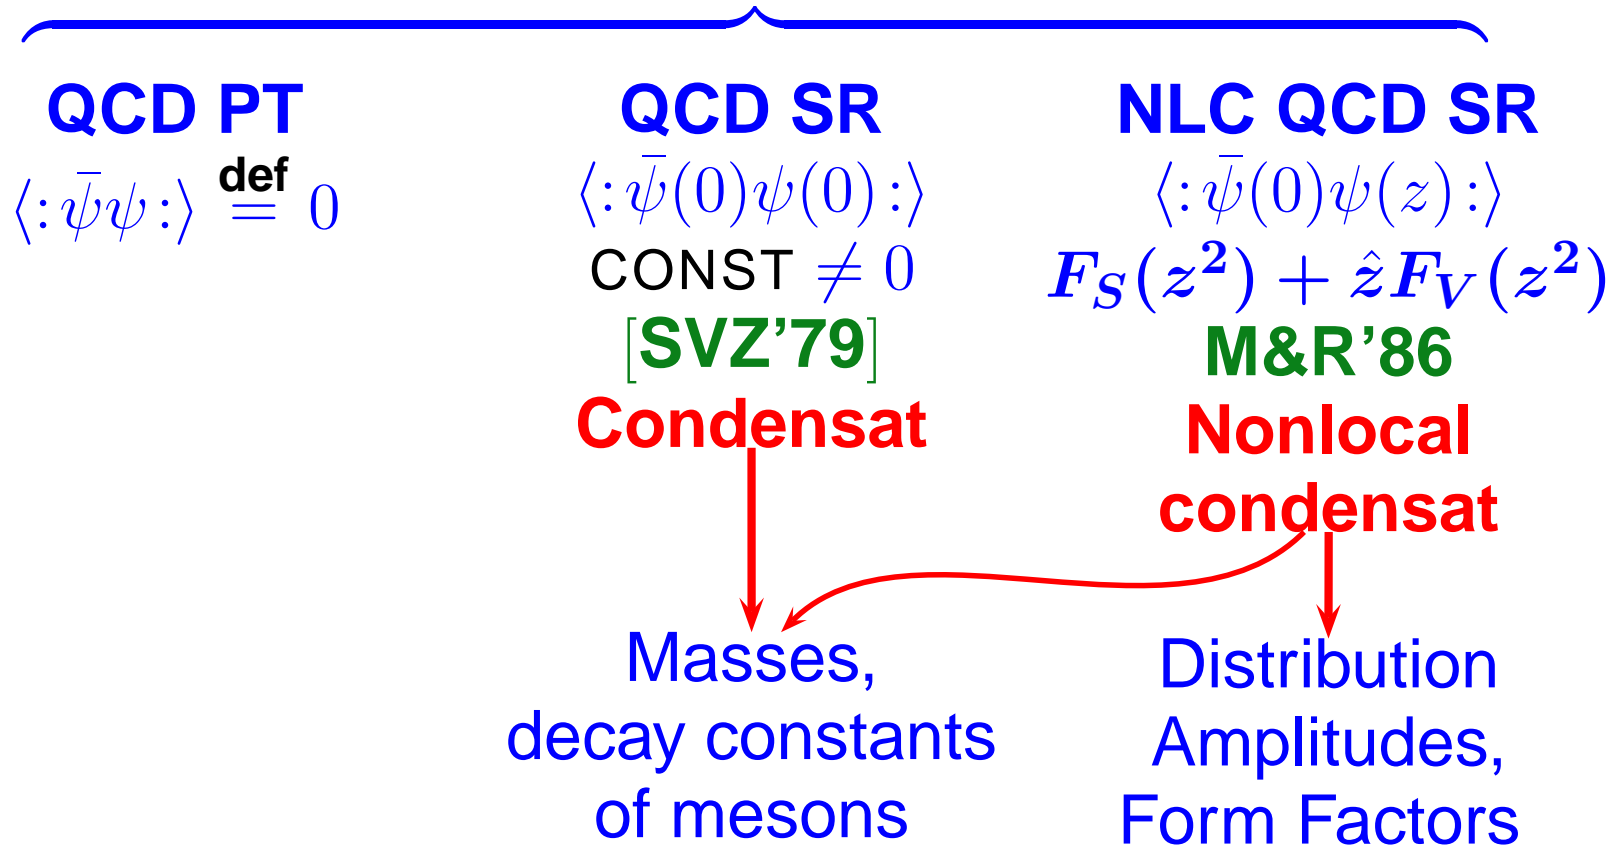 QCD PT
⟨:ψ̄ψ:⟩ def= 0
QCD SR
⟨:ψ̄(0)ψ(0):⟩
CONST ≠ 0
[SVZ’79]
Condensat
Masses,
decay constants
of mesons
NLC QCD SR
⟨:ψ̄(0)ψ(z):⟩
F_S(z²) + ẑF_V(z²)
M&R’86
Nonlocal
condensat
Distribution
Amplitudes,
Form Factors